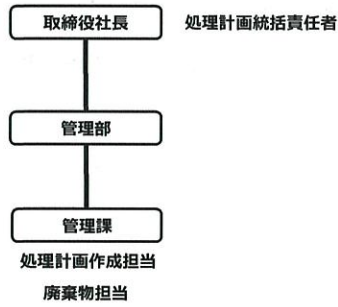 取締役社長 処理計画統括責任者
管理部
管理課
処理計画作成担当
廃棄物担当